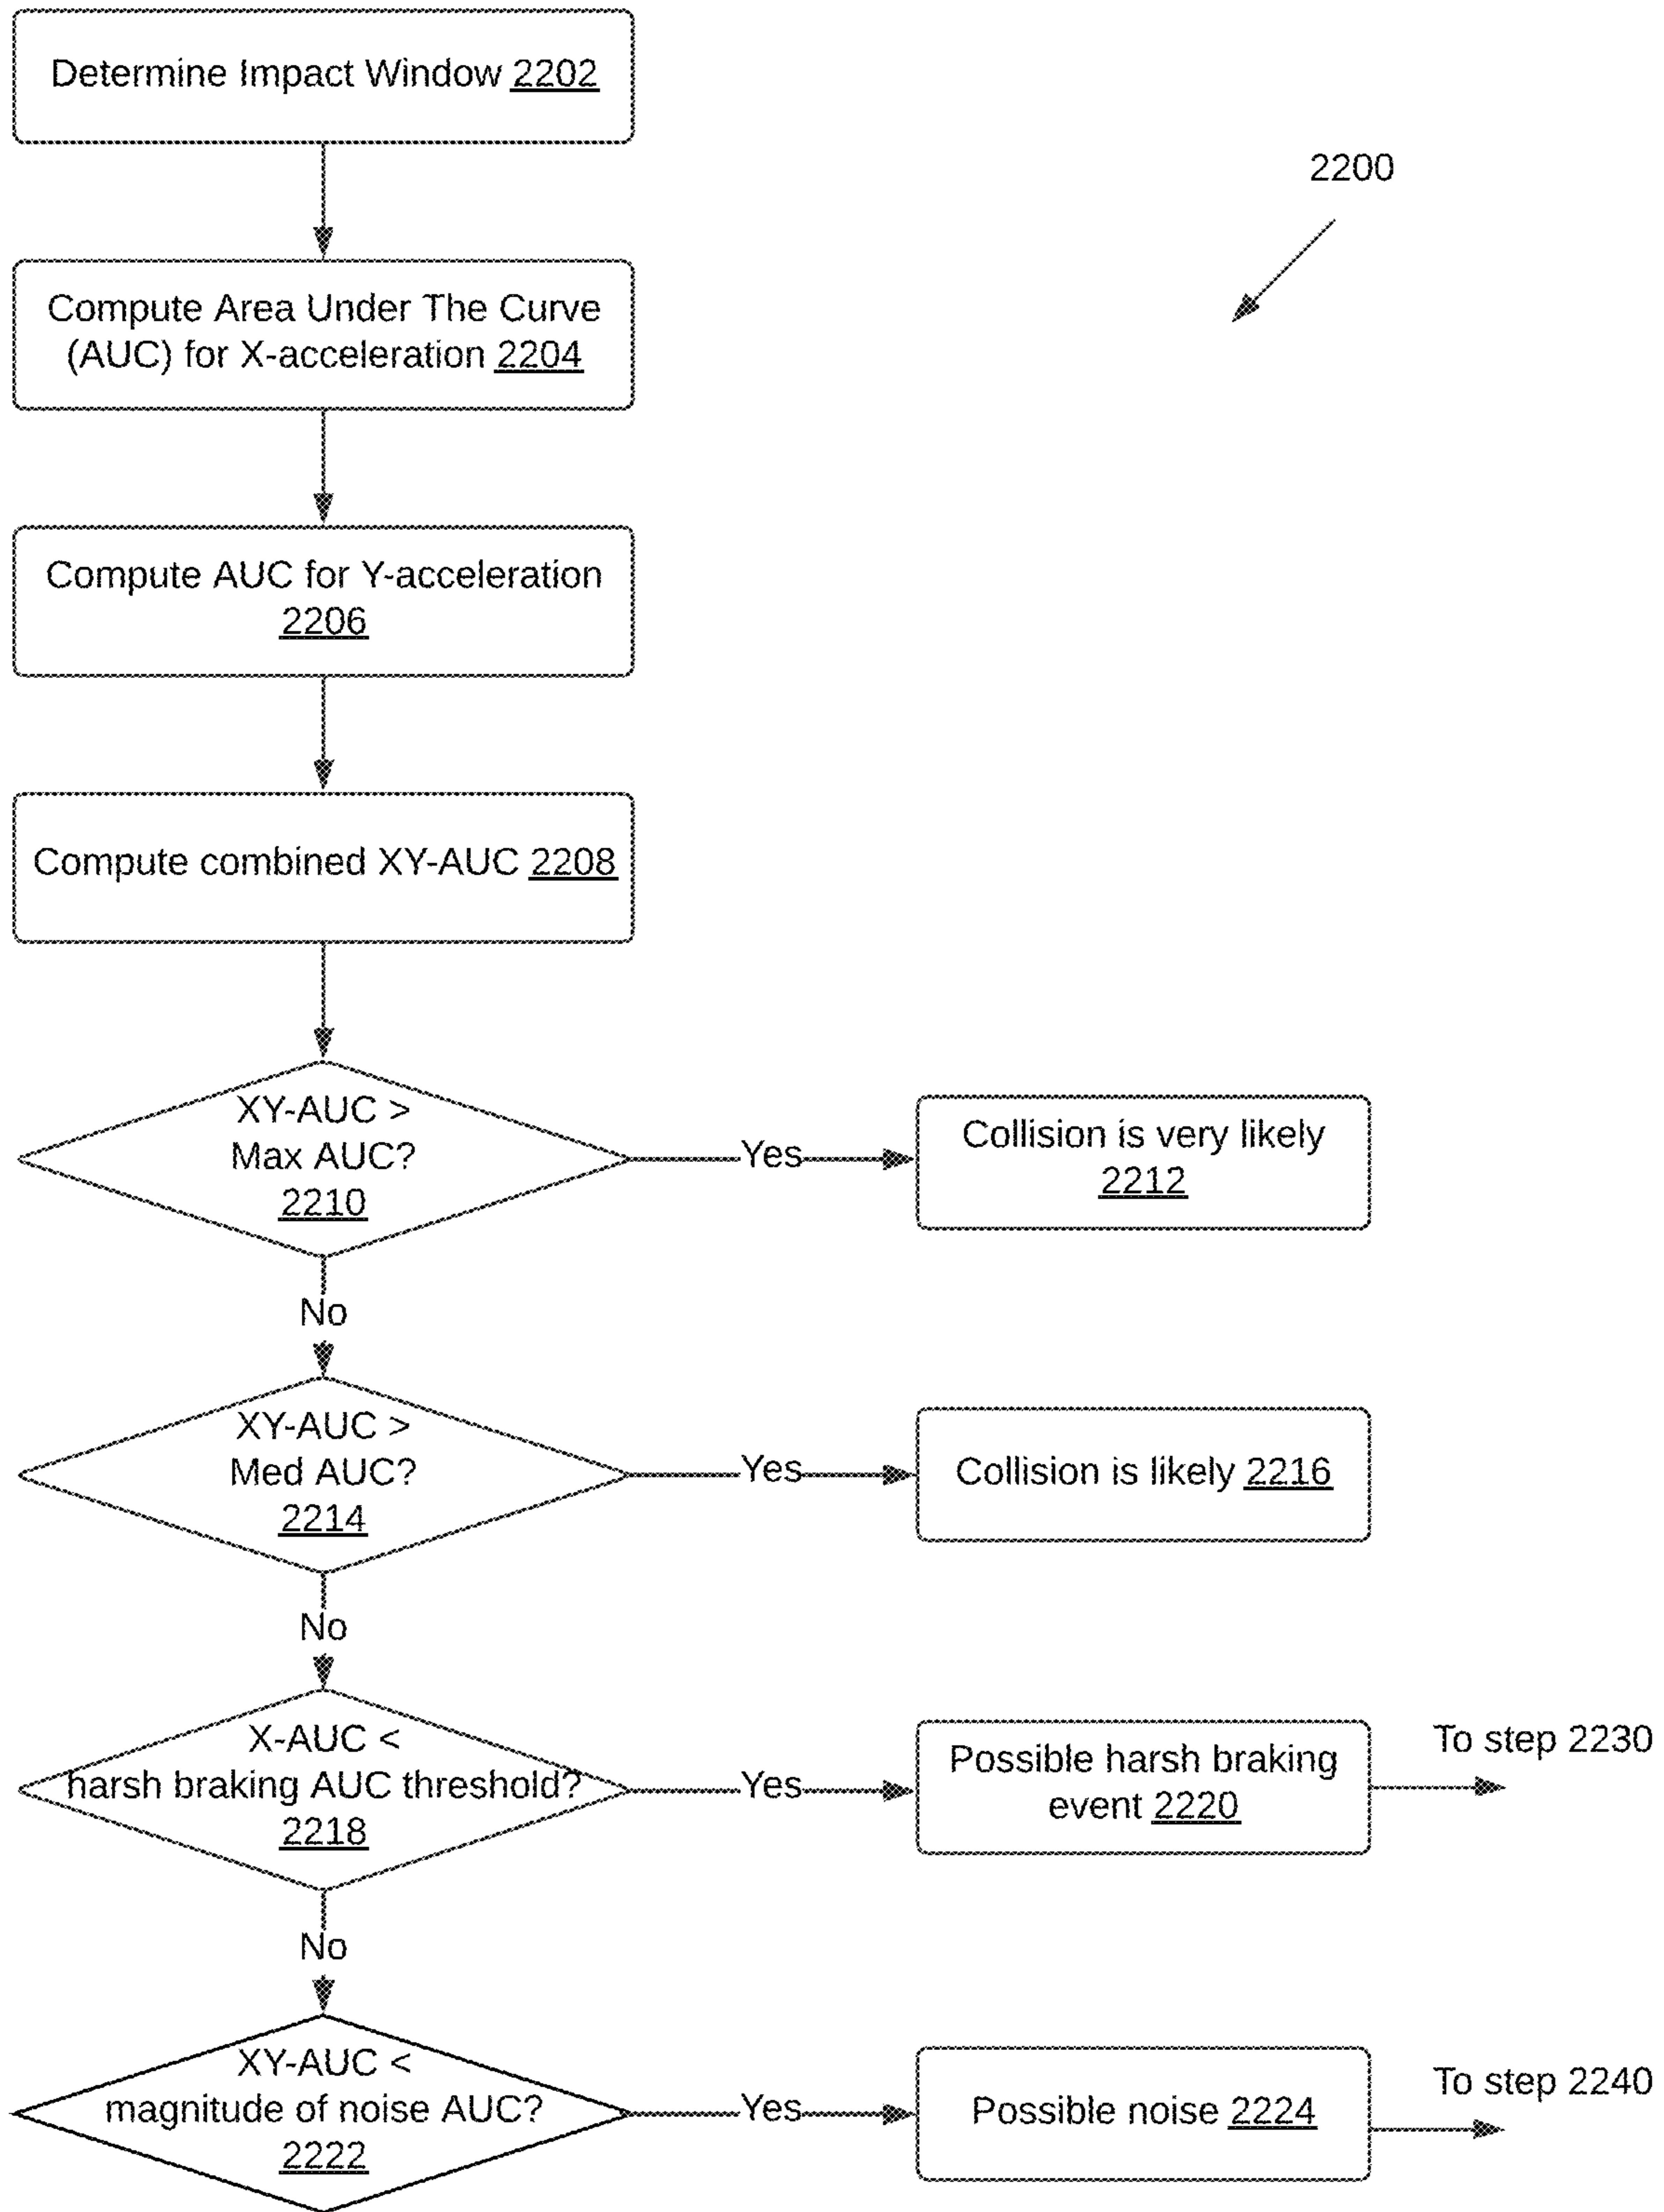 Determine Impact Window 2202
2200
Compute Area Under The Curve
(AUC) for X-acceleration 2204
Compute AUC for Y-acceleration
2206
Compute combined XY-AUC 2208
XY-AUC >
Max AUC?
2210
Yes
Collision is very likely
2212
No
XY-AUC >
Med AUC?
2214
Yes
Collision is likely 2216
No
X-AUC <
harsh braking AUC threshold?
2218
Yes
Possible harsh braking
event 2220
To step 2230
No
XY-AUC <
magnitude of noise AUC?
2222
Yes
Possible noise 2224
To step 2240